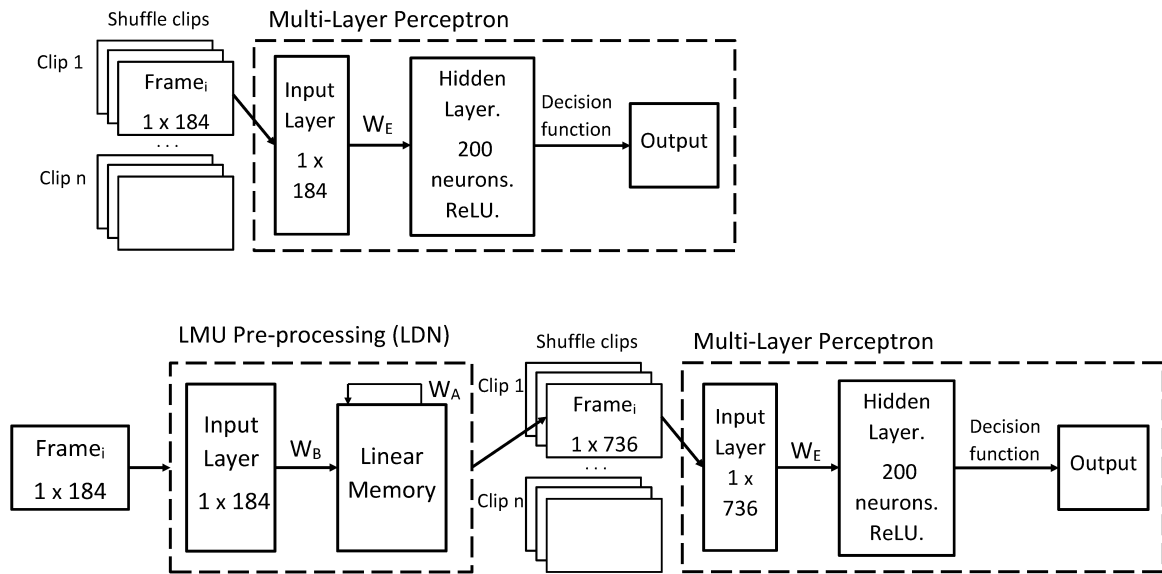 Shuffle clips
Multi-Layer Perceptron
Clip 1
Frameᵢ
1 x 184
. . .
Clip n
Input
Layer
1 x
184
W_E
Hidden
Layer.
200
neurons.
ReLU.
Decision
function
Output
LMU Pre-processing (LDN)
Frameᵢ
1 x 184
Input
Layer
1 x 184
W_B
W_A
Linear
Memory
Shuffle clips
Clip 1
Frameᵢ
1 x 736
. . .
Clip n
Multi-Layer Perceptron
Input
Layer
1 x
736
W_E
Hidden
Layer.
200
neurons.
ReLU.
Decision
function
Output